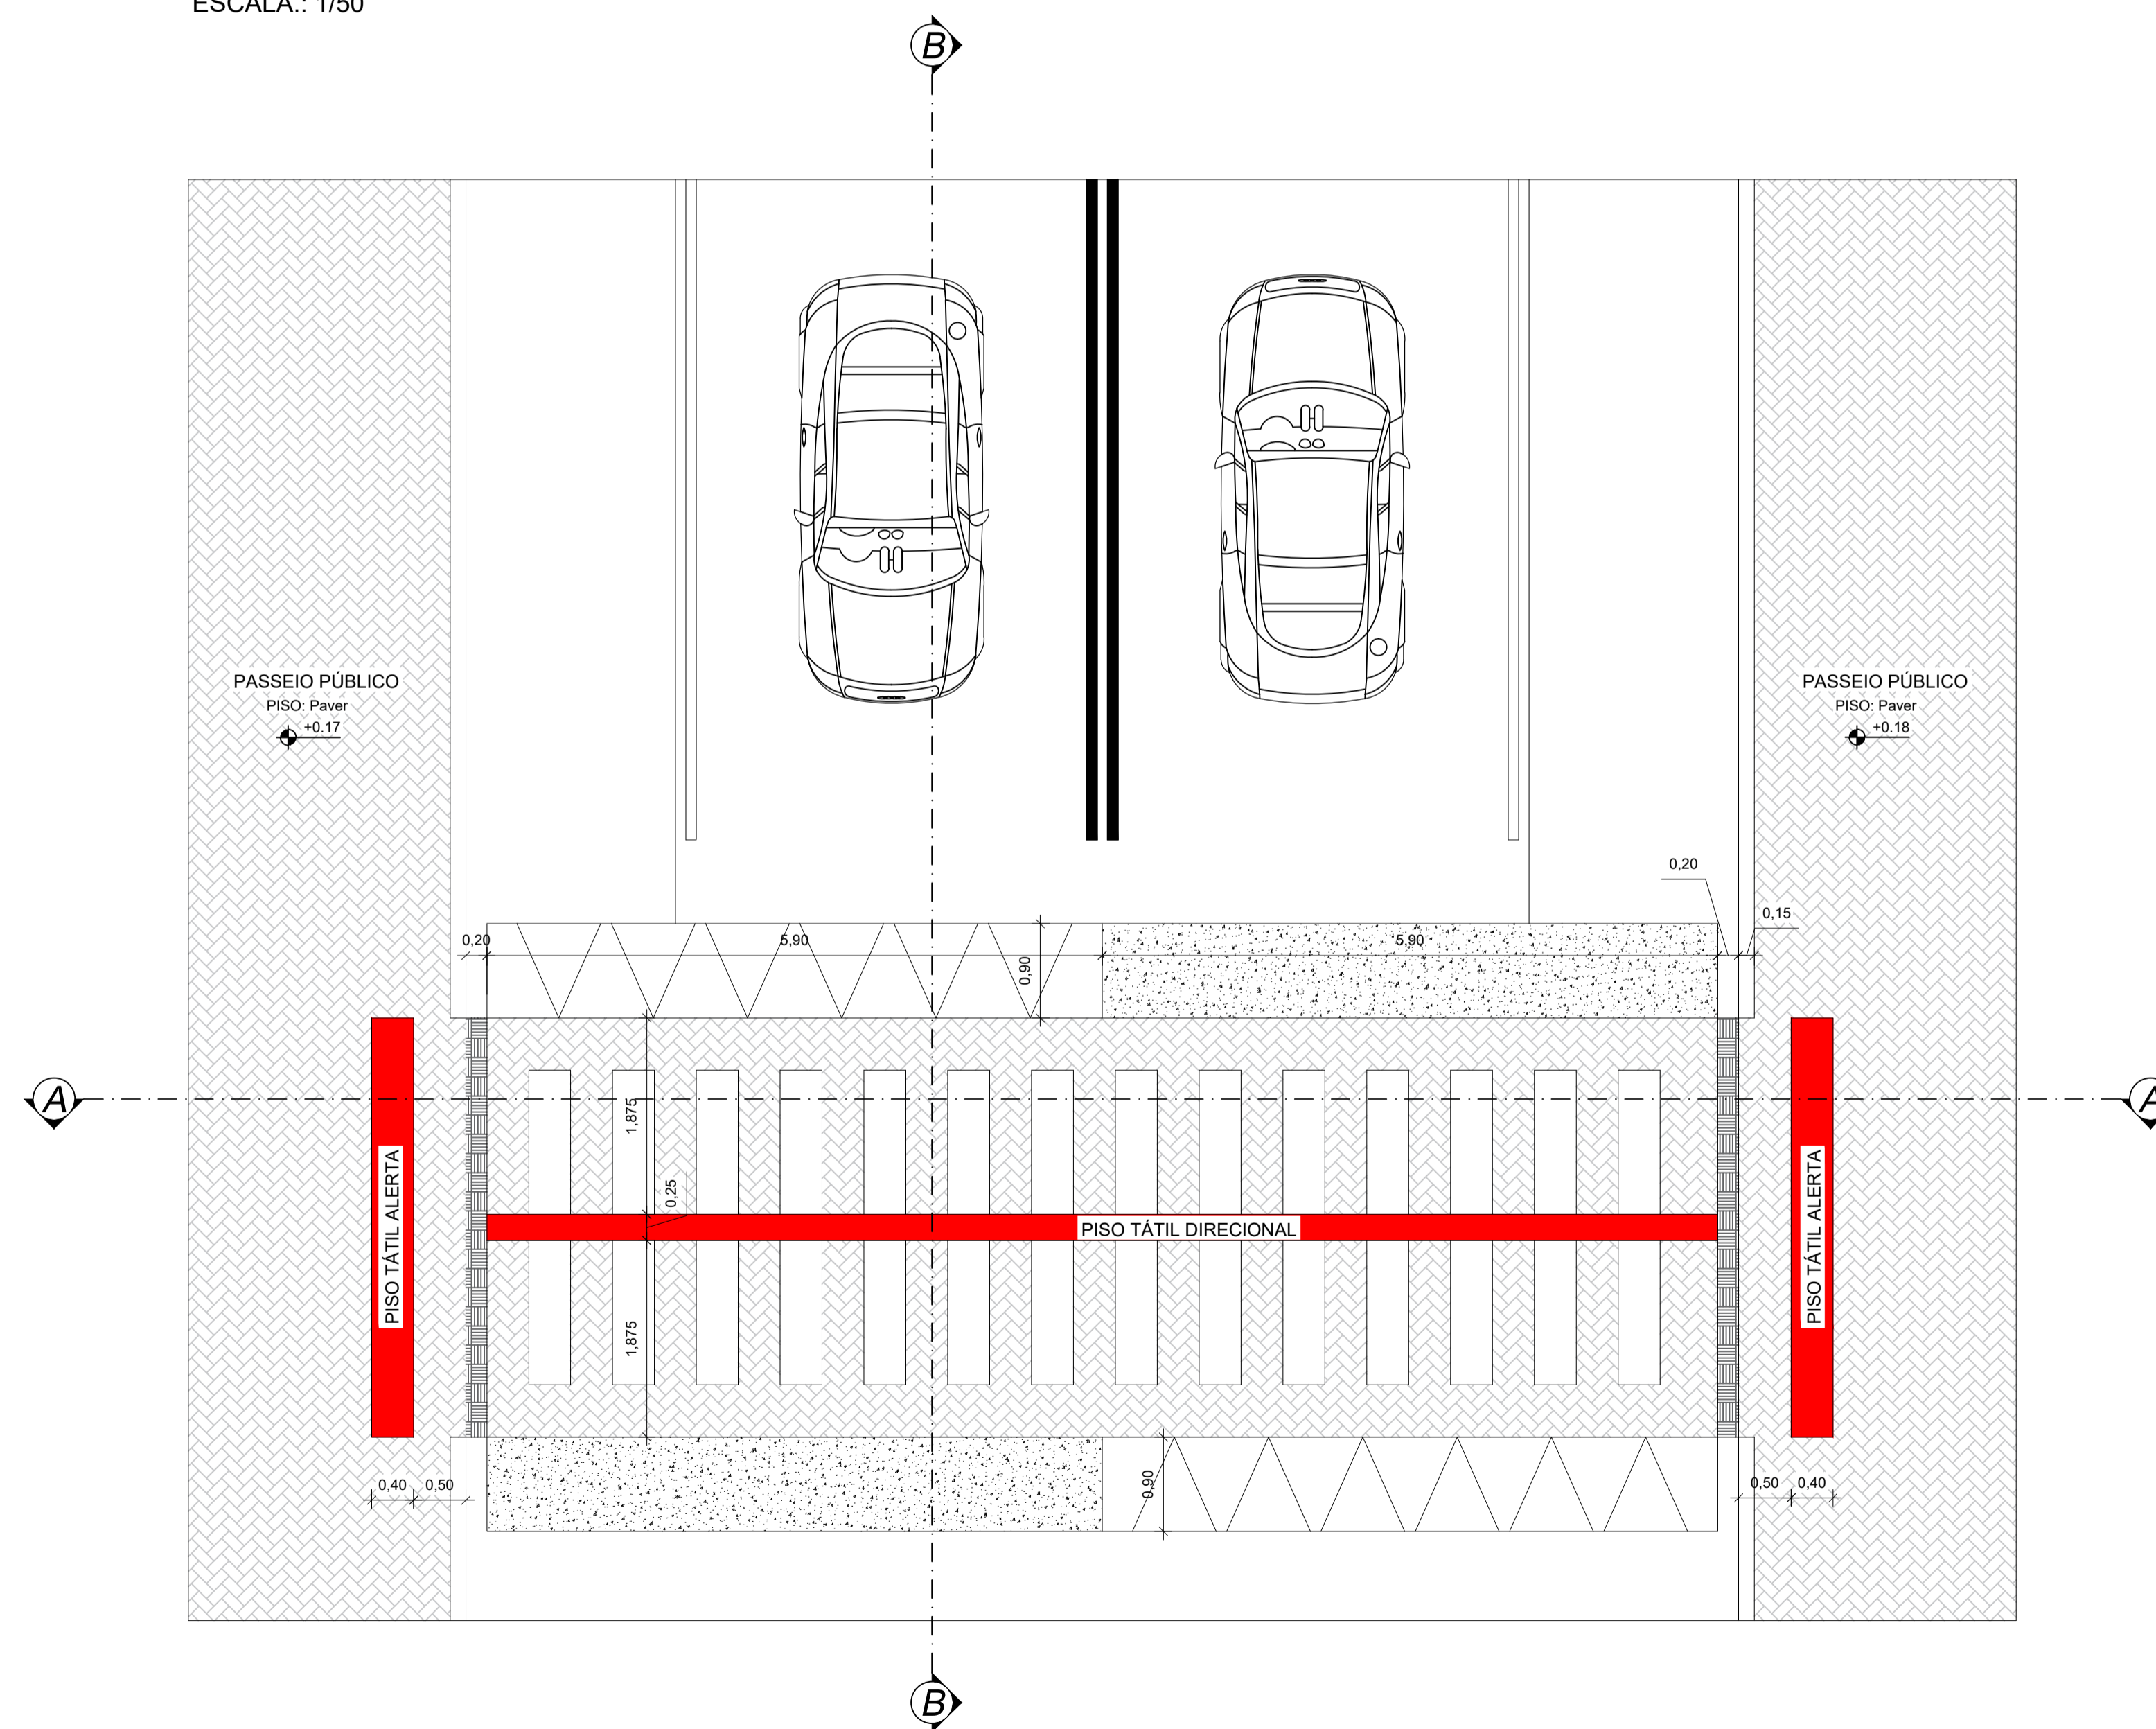 ESCALA.: 1/50
B
PASSEIO PÚBLICO
PISO: Paver
+0.17
PASSEIO PÚBLICO
PISO: Paver
+0.18
0,20
0,15
0,20
5,90
0,90
5,90
A
A
1,875
0,25
PISO TÁTIL ALERTA
PISO TÁTIL DIRECIONAL
PISO TÁTIL ALERTA
1,875
0,40
0,50
0,90
0,50
0,40
B